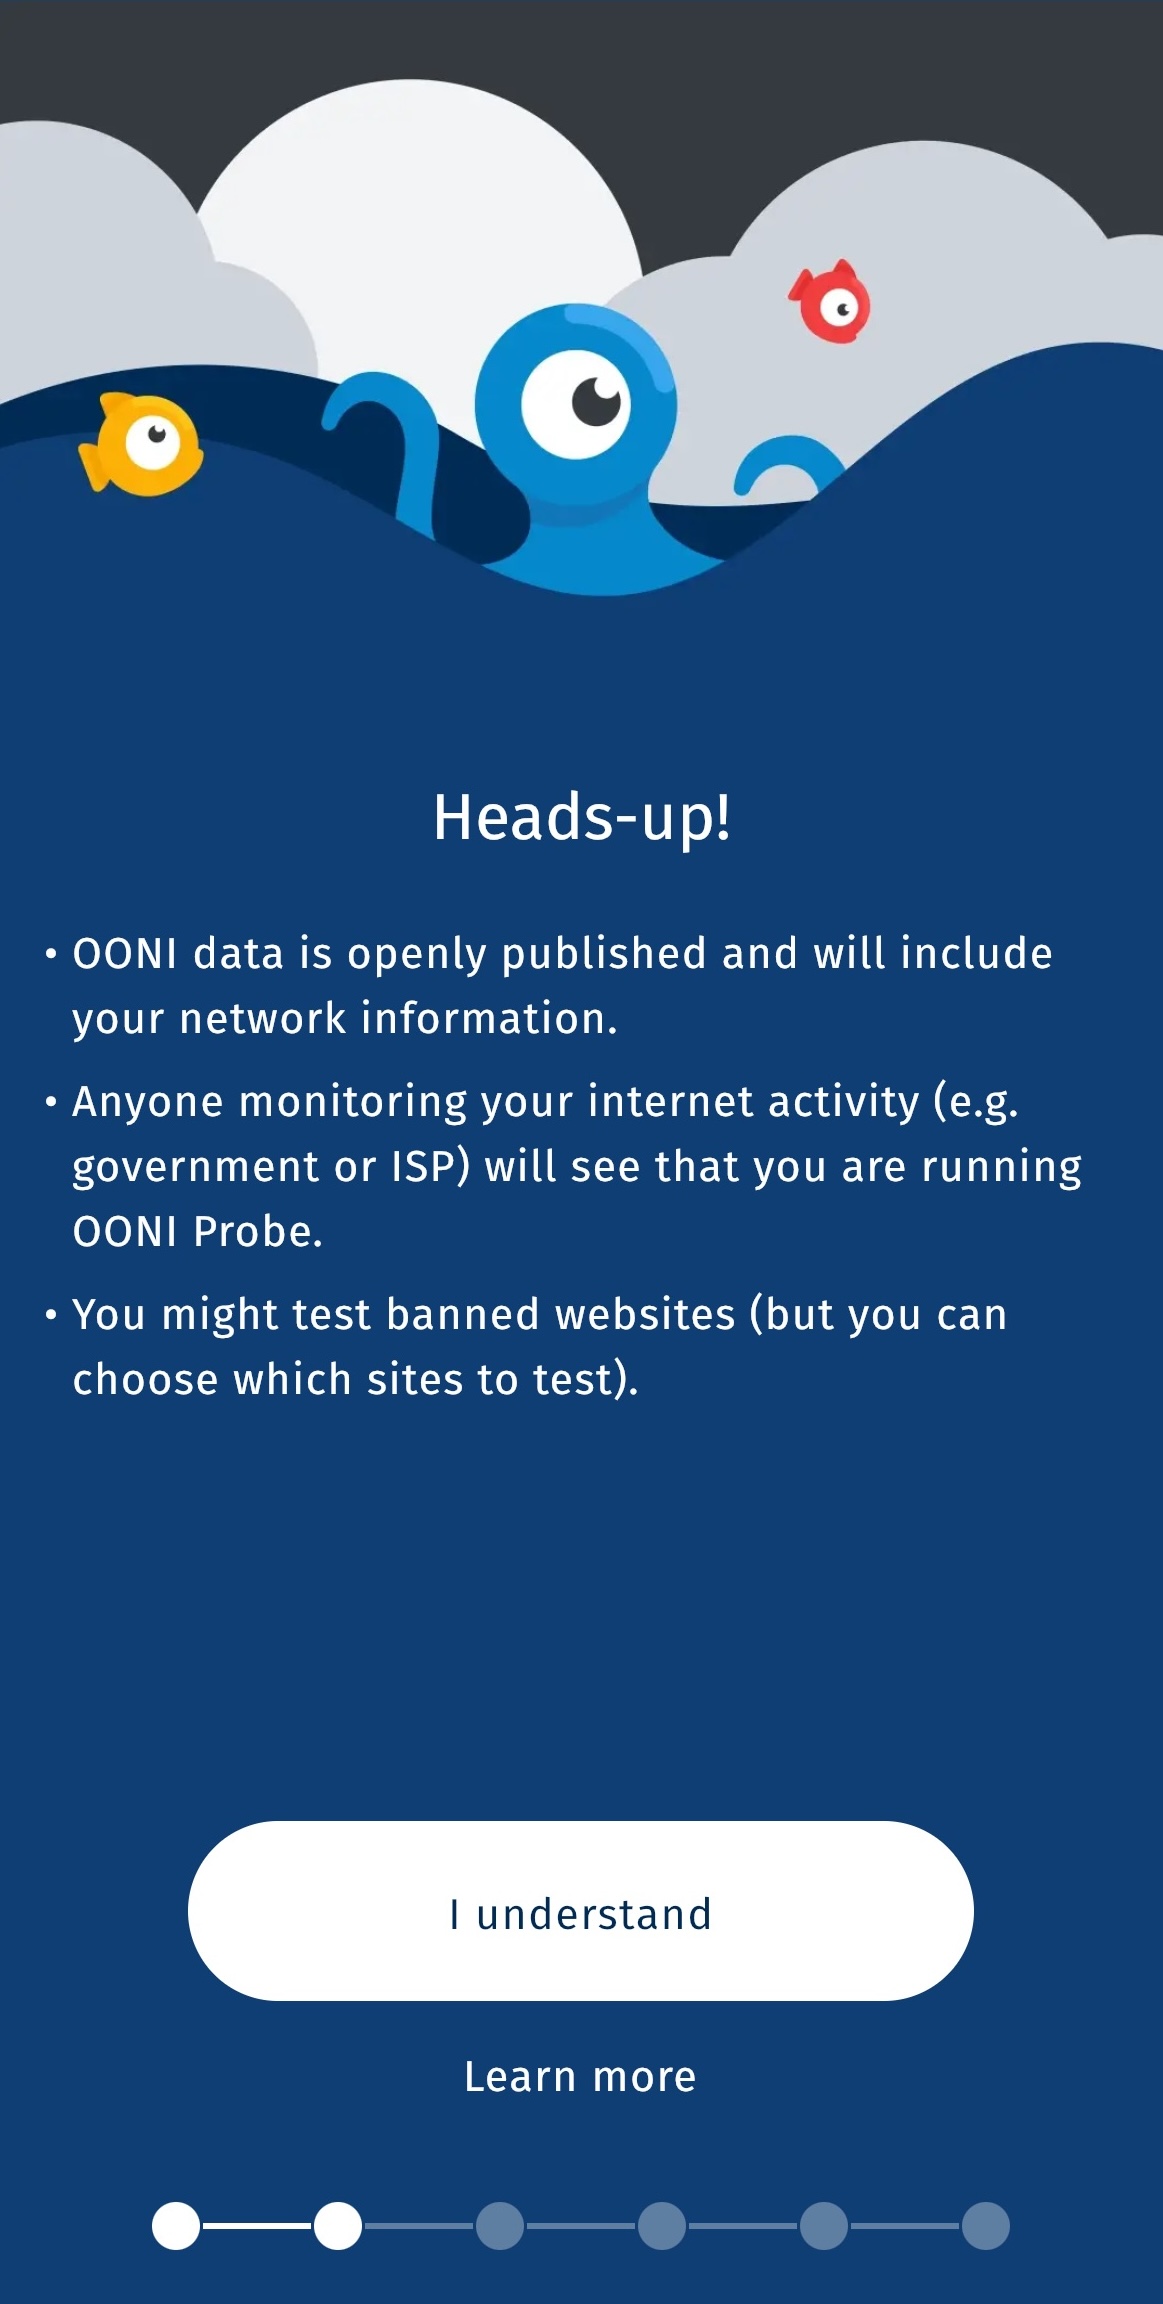 Heads-up!
• OONI data is openly published and will include
your network information.
• Anyone monitoring your internet activity (e.g.
government or ISP) will see that you are running
OONI Probe.
• You might test banned websites (but you can
choose which sites to test).
I understand
Learn more